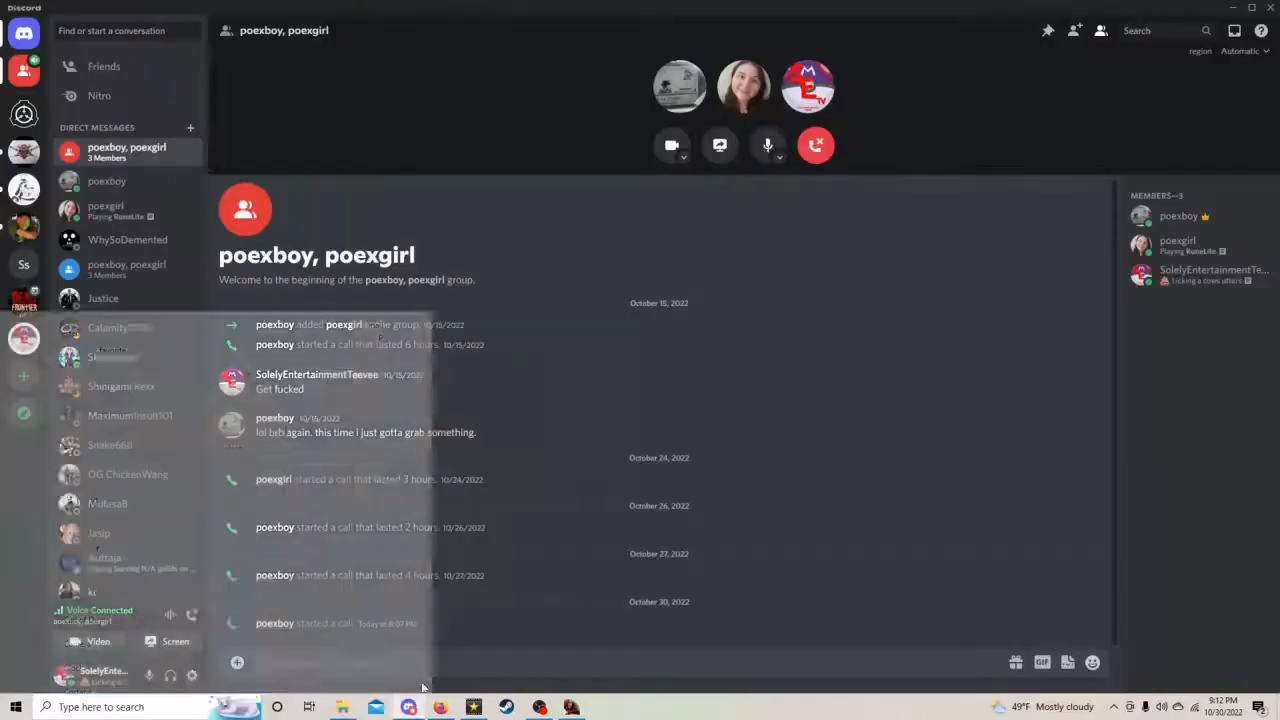 Discord
Find or start a conversation
Friends
Nitro
DIRECT MESSAGES
poexboy, poexgirl
3 Members
poexboy
poexgirl
Playing RuneLite
WhySoDemented
poexboy, poexgirl
3 Members
Justice
Calamity
Shinigami Rexx
MaximumInsult101
Snake66ll
OG ChickenWang
MufasaB
Jasip
Auttaja
Voice Connected
Video
Screen
SolelyEnte...
Ss
poexboy, poexgirl
Search
region
Automatic
poexboy, poexgirl
Welcome to the beginning of the poexboy, poexgirl group.
October 15, 2022
poexboy added poexgirl to the group. 10/15/2022
poexboy started a call that lasted 6 hours. 10/15/2022
SolelyEntertainmentTeevee 10/15/2022
Get fucked
poexboy 10/15/2022
lol brb again. this time i just gotta grab something.
October 24, 2022
poexgirl started a call that lasted 3 hours. 10/24/2022
October 26, 2022
poexboy started a call that lasted 2 hours. 10/26/2022
October 27, 2022
poexboy started a call that lasted 4 hours. 10/27/2022
October 30, 2022
poexboy started a call. Today at 6:07 PM
GIF
MEMBERS—3
poexboy
poexgirl
Playing RuneLite
SolelyEntertainmentTe...
Licking a cows utters
Type here to search
49°F Mostly cloudy
9:12 PM
10/30/2022